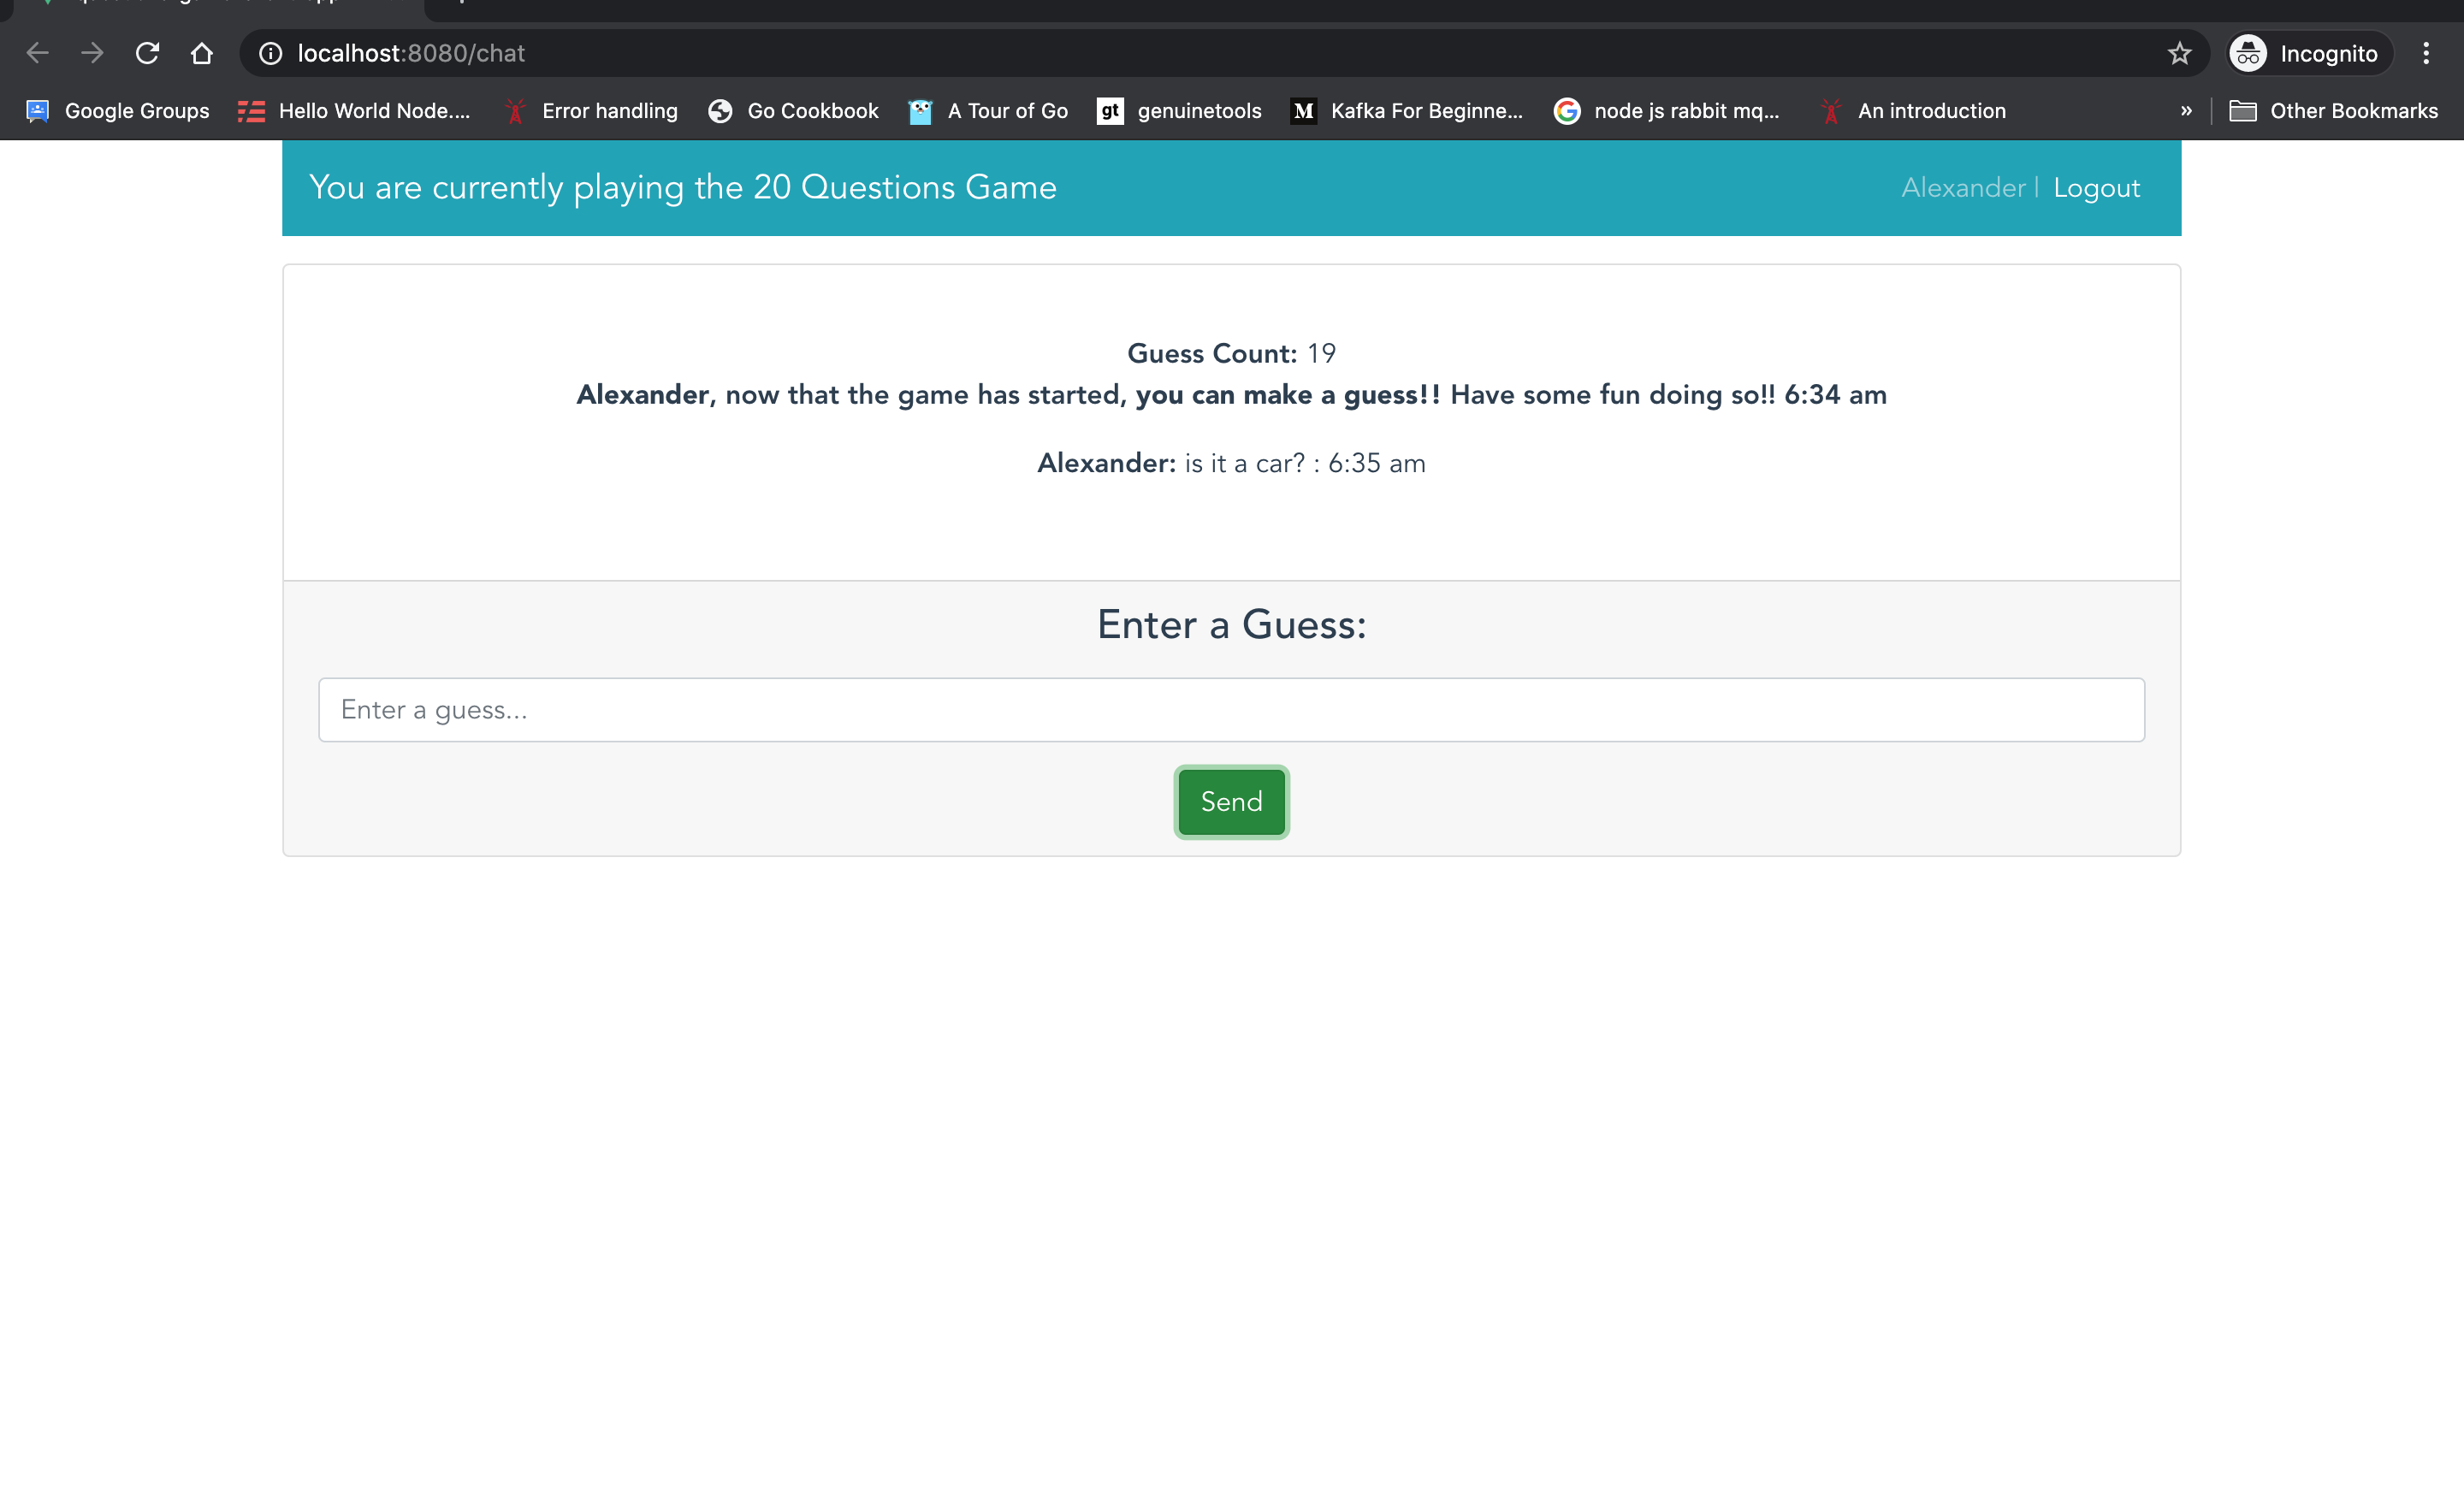 localhost:8080/chat
Incognito
Google Groups
Hello World Node....
Error handling
Go Cookbook
A Tour of Go
gt genuinetools
M Kafka For Beginne...
G node js rabbit mq...
An introduction
»
Other Bookmarks
You are currently playing the 20 Questions Game
Alexander | Logout
Guess Count: 19
Alexander, now that the game has started, you can make a guess!! Have some fun doing so!! 6:34 am
Alexander: is it a car? : 6:35 am
Enter a Guess:
Enter a guess...
Send